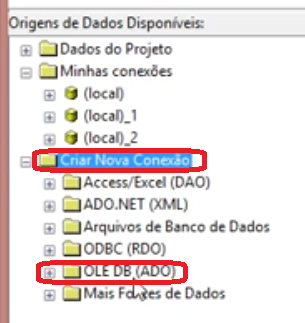 Origens de Dados Disponíveis:
Dados do Projeto
Minhas conexões
(local)
(local)_1
(local)_2
Criar Nova Conexão
Access/Excel (DAO)
ADO.NET (XML)
Arquivos de Banco de Dados
ODBC (RDO)
OLE DB (ADO)
Mais Fontes de Dados